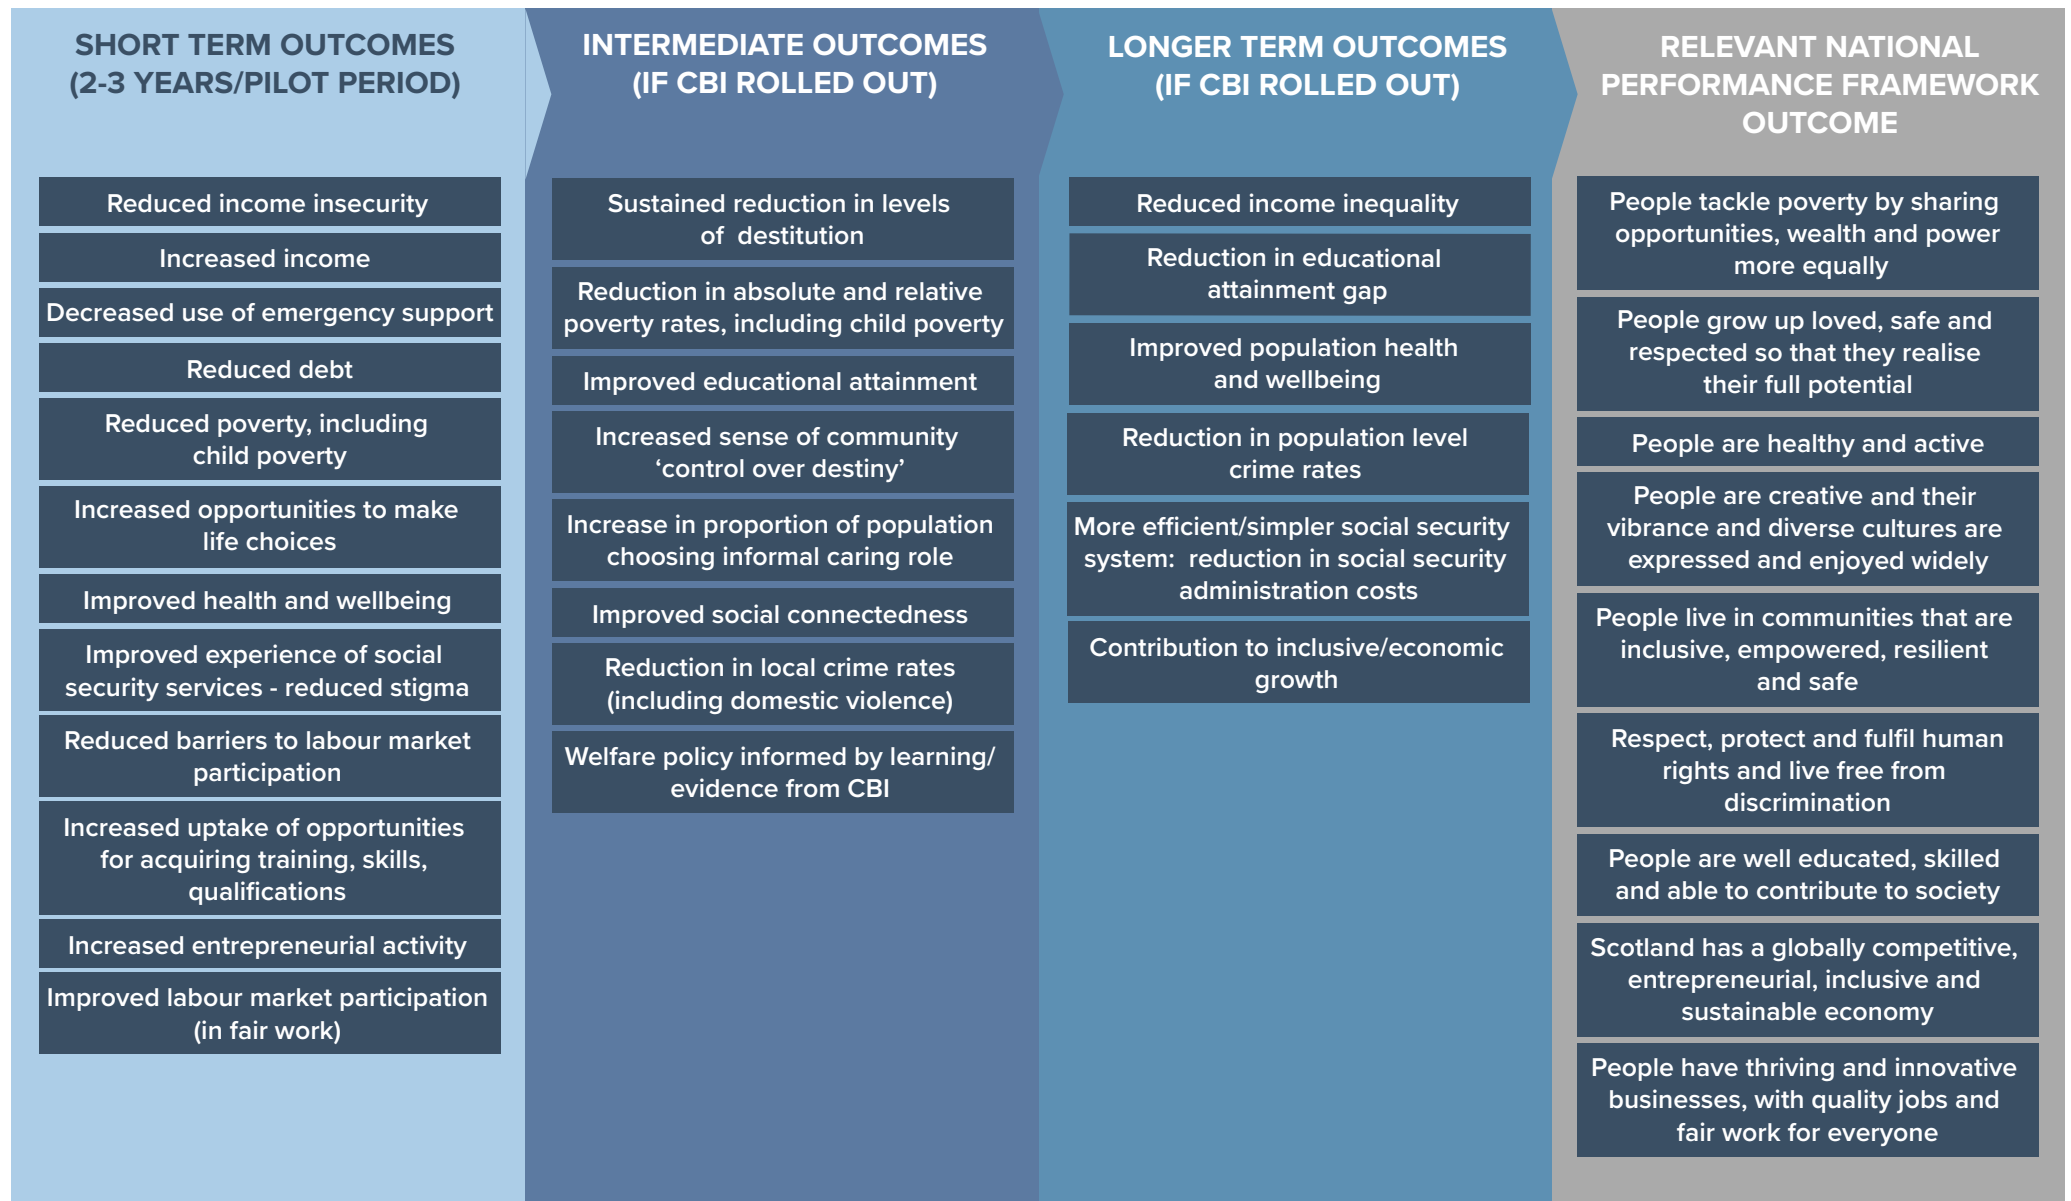 SHORT TERM OUTCOMES
(2-3 YEARS/PILOT PERIOD)
Reduced income insecurity
Increased income
Decreased use of emergency support
Reduced debt
Reduced poverty, including
child poverty
Increased opportunities to make
life choices
Improved health and wellbeing
Improved experience of social
security services - reduced stigma
Reduced barriers to labour market
participation
Increased uptake of opportunities
for acquiring training, skills,
qualifications
Increased entrepreneurial activity
Improved labour market participation
(in fair work)
INTERMEDIATE OUTCOMES
(IF CBI ROLLED OUT)
Sustained reduction in levels
of destitution
Reduction in absolute and relative
poverty rates, including child poverty
Improved educational attainment
Increased sense of community
‘control over destiny’
Increase in proportion of population
choosing informal caring role
Improved social connectedness
Reduction in local crime rates
(including domestic violence)
Welfare policy informed by learning/
evidence from CBI
LONGER TERM OUTCOMES
(IF CBI ROLLED OUT)
Reduced income inequality
Reduction in educational
attainment gap
Improved population health
and wellbeing
Reduction in population level
crime rates
More efficient/simpler social security
system: reduction in social security
administration costs
Contribution to inclusive/economic
growth
RELEVANT NATIONAL
PERFORMANCE FRAMEWORK
OUTCOME
People tackle poverty by sharing
opportunities, wealth and power
more equally
People grow up loved, safe and
respected so that they realise
their full potential
People are healthy and active
People are creative and their
vibrance and diverse cultures are
expressed and enjoyed widely
People live in communities that are
inclusive, empowered, resilient
and safe
Respect, protect and fulfil human
rights and live free from
discrimination
People are well educated, skilled
and able to contribute to society
Scotland has a globally competitive,
entrepreneurial, inclusive and
sustainable economy
People have thriving and innovative
businesses, with quality jobs and
fair work for everyone